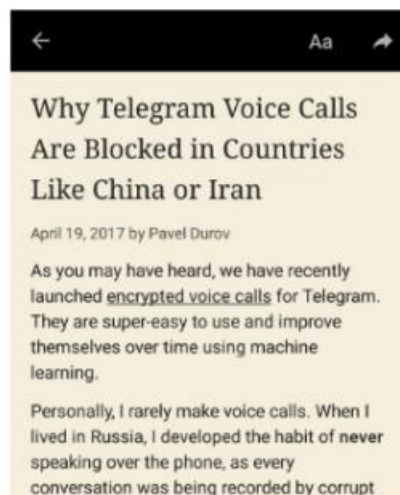 Aa
Why Telegram Voice Calls
Are Blocked in Countries
Like China or Iran
April 19, 2017 by Pavel Durov
As you may have heard, we have recently
launched encrypted voice calls for Telegram.
They are super-easy to use and improve
themselves over time using machine
learning.
Personally, I rarely make voice calls. When I
lived in Russia, I developed the habit of never
speaking over the phone, as every
conversation was being recorded by corrupt